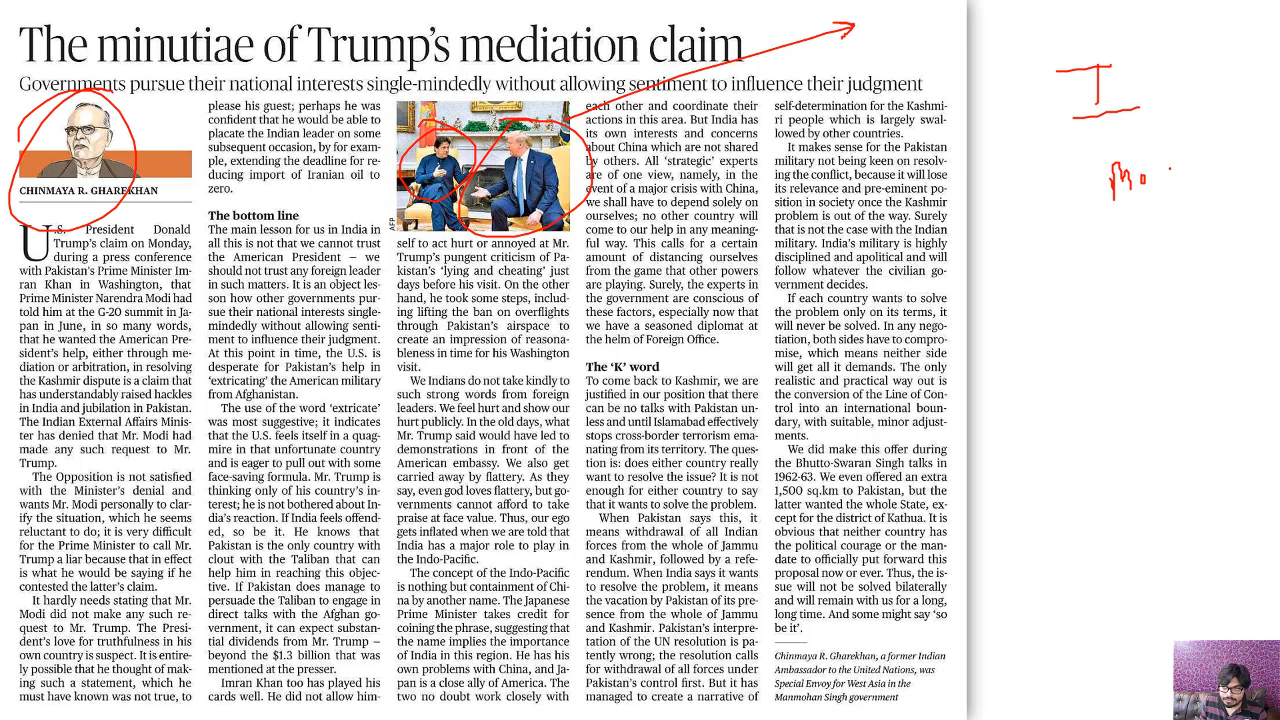 The minutiae of Trump's mediation claim
Governments pursue their national interests single-mindedly without allowing sentiment to influence their judgment
CHINMAYA R. GHAREKHAN
U.S. President Donald
Trump's claim on Monday,
during a press conference
with Pakistan's Prime Minister Im-
ran Khan in Washington, that
Prime Minister Narendra Modi had
told him at the G-20 summit in Ja-
pan in June, in so many words,
that he wanted the American Pre-
sident's help, either through me-
diation or arbitration, in resolving
the Kashmir dispute is a claim that
has understandably raised hackles
in India and jubilation in Pakistan.
The Indian External Affairs Minis-
ter has denied that Mr. Modi had
made any such request to Mr.
Trump.
The Opposition is not satisfied
with the Minister's denial and
wants Mr. Modi personally to clar-
ify the situation, which he seems
reluctant to do; it is very difficult
for the Prime Minister to call Mr.
Trump a liar because that in effect
is what he would be saying if he
contested the latter's claim.
It hardly needs stating that Mr.
Modi did not make any such re-
quest to Mr. Trump. The Presi-
dent's love for truthfulness in his
own country is suspect. It is entire-
ly possible that he thought of mak-
ing such a statement, which he
must have known was not true, to
please his guest; perhaps he was
confident that he would be able to
placate the Indian leader on some
subsequent occasion, by for exam-
ple, extending the deadline for re-
ducing import of Iranian oil to
zero.
The bottom line
The main lesson for us in India in
all this is not that we cannot trust
the American President – we
should not trust any foreign leader
in such matters. It is an object les-
son how other governments pur-
sue their national interests single-
mindedly without allowing senti-
ment to influence their judgment.
At this point in time, the U.S. is
desperate for Pakistan's help in
'extricating' the American military
from Afghanistan.
The use of the word 'extricate'
was most suggestive; it indicates
that the U.S. feels itself in a quag-
mire in that unfortunate country
and is eager to pull out with some
face-saving formula. Mr. Trump is
thinking only of his country's in-
terest; he is not bothered about In-
dia's reaction. If India feels offend-
ed, so be it. He knows that
Pakistan is the only country with
clout with the Taliban that can
help him in reaching this objec-
tive. If Pakistan does manage to
persuade the Taliban to engage in
direct talks with the Afghan go-
vernment, it can expect substan-
tial dividends from Mr. Trump –
beyond the $1.3 billion that was
mentioned at the presser.
Imran Khan too has played his
cards well. He did not allow him-
AFP
self to act hurt or annoyed at Mr.
Trump's pungent criticism of Pa-
kistan's 'lying and cheating' just
days before his visit. On the other
hand, he took some steps, includ-
ing lifting the ban on overflights
through Pakistan's airspace to
create an impression of reasona-
bleness in time for his Washington
visit.
We Indians do not take kindly to
such strong words from foreign
leaders. We feel hurt and show our
hurt publicly. In the old days, what
Mr. Trump said would have led to
demonstrations in front of the
American embassy. We also get
carried away by flattery. As they
say, even god loves flattery, but go-
vernments cannot afford to take
praise at face value. Thus, our ego
gets inflated when we are told that
India has a major role to play in
the Indo-Pacific.
The concept of the Indo-Pacific
is nothing but containment of Chi-
na by another name. The Japanese
Prime Minister takes credit for
coining the phrase, suggesting that
the name implies the importance
of India in this region. He has his
own problems with China, and Ja-
pan is a close ally of America. The
two no doubt work closely with
each other and coordinate their
actions in this area. But India has
its own interests and concerns
about China which are not shared
by others. All 'strategic' experts
are of one view, namely, in the
event of a major crisis with China,
we shall have to depend solely on
ourselves; no other country will
come to our help in any meaning-
ful way. This calls for a certain
amount of distancing ourselves
from the game that other powers
are playing. Surely, the experts in
the government are conscious of
these factors, especially now that
we have a seasoned diplomat at
the helm of Foreign Office.
The 'K' word
To come back to Kashmir, we are
justified in our position that there
can be no talks with Pakistan un-
less and until Islamabad effectively
stops cross-border terrorism ema-
nating from its territory. The ques-
tion is: does either country really
want to resolve the issue? It is not
enough for either country to say
that it wants to solve the problem.
When Pakistan says this, it
means withdrawal of all Indian
forces from the whole of Jammu
and Kashmir, followed by a refe-
rendum. When India says it wants
to resolve the problem, it means
the vacation by Pakistan of its pre-
sence from the whole of Jammu
and Kashmir. Pakistan's interpre-
tation of the UN resolution is pa-
tently wrong; the resolution calls
for withdrawal of all forces under
Pakistan's control first. But it has
managed to create a narrative of
self-determination for the Kashmi-
ri people which is largely swal-
lowed by other countries.
It makes sense for the Pakistan
military not being keen on resolv-
ing the conflict, because it will lose
its relevance and pre-eminent po-
sition in society once the Kashmir
problem is out of the way. Surely
that is not the case with the Indian
military. India's military is highly
disciplined and apolitical and will
follow whatever the civilian go-
vernment decides.
If each country wants to solve
the problem only on its terms, it
will never be solved. In any nego-
tiation, both sides have to compro-
mise, which means neither side
will get all it demands. The only
realistic and practical way out is
the conversion of the Line of Con-
trol into an international boun-
dary, with suitable, minor adjust-
ments.
We did make this offer during
the Bhutto-Swaran Singh talks in
1962-63. We even offered an extra
1,500 sq.km to Pakistan, but the
latter wanted the whole State, ex-
cept for the district of Kathua. It is
obvious that neither country has
the political courage or the man-
date to officially put forward this
proposal now or ever. Thus, the is-
sue will not be solved bilaterally
and will remain with us for a long,
long time. And some might say 'so
be it'.
Chinmaya R. Gharekhan, a former Indian
Ambassador to the United Nations, was
Special Envoy for West Asia in the
Manmohan Singh government
I